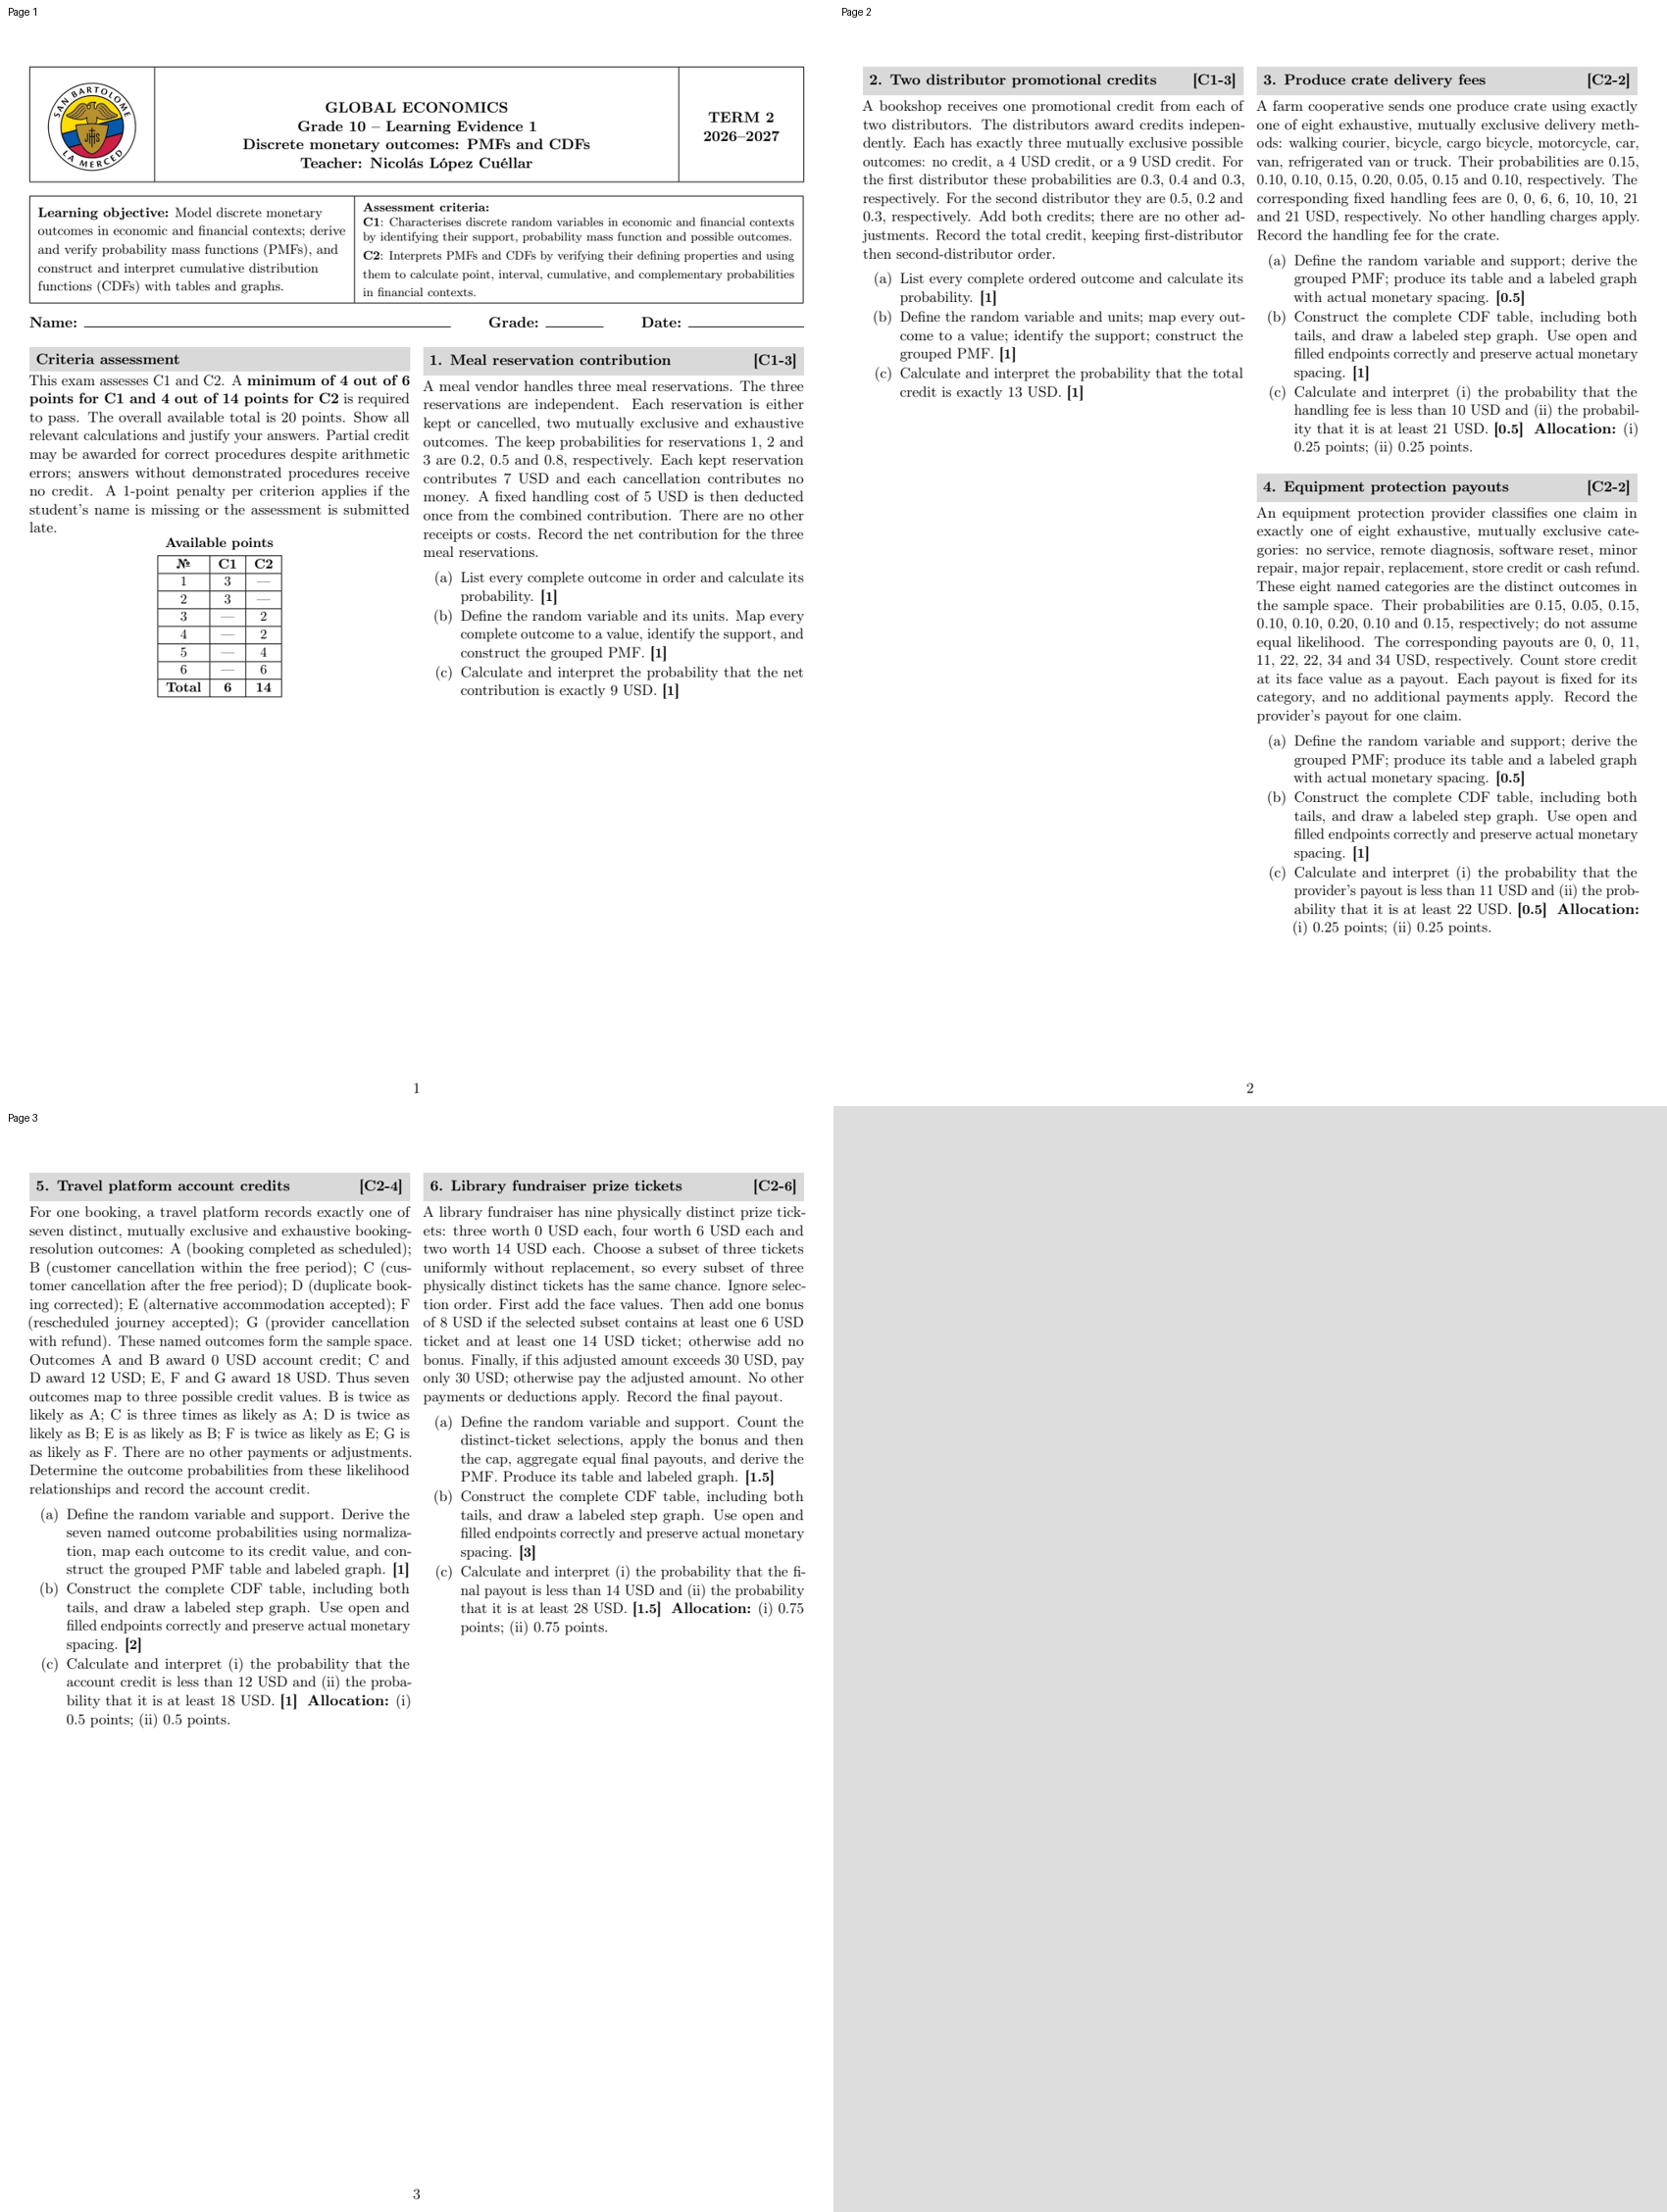 Page 1
SAN BARTOLOME
LA MERCED
JHS
GLOBAL ECONOMICS
Grade 10 – Learning Evidence 1
Discrete monetary outcomes: PMFs and CDFs
Teacher: Nicolás López Cuéllar
TERM 2
2026–2027
Learning objective: Model discrete monetary
outcomes in economic and financial contexts; derive
and verify probability mass functions (PMFs), and
construct and interpret cumulative distribution
functions (CDFs) with tables and graphs.
Assessment criteria:
C1: Characterises discrete random variables in economic and financial contexts
by identifying their support, probability mass function and possible outcomes.
C2: Interprets PMFs and CDFs by verifying their defining properties and using
them to calculate point, interval, cumulative, and complementary probabilities
in financial contexts.
Name: Grade: Date:
Criteria assessment
This exam assesses C1 and C2. A minimum of 4 out of 6
points for C1 and 4 out of 14 points for C2 is required
to pass. The overall available total is 20 points. Show all
relevant calculations and justify your answers. Partial credit
may be awarded for correct procedures despite arithmetic
errors; answers without demonstrated procedures receive
no credit. A 1-point penalty per criterion applies if the
student's name is missing or the assessment is submitted
late.
Available points
№ C1 C2
1 3 —
2 3 —
3 — 2
4 — 2
5 — 4
6 — 6
Total 6 14
1. Meal reservation contribution [C1-3]
A meal vendor handles three meal reservations. The three
reservations are independent. Each reservation is either
kept or cancelled, two mutually exclusive and exhaustive
outcomes. The keep probabilities for reservations 1, 2 and
3 are 0.2, 0.5 and 0.8, respectively. Each kept reservation
contributes 7 USD and each cancellation contributes no
money. A fixed handling cost of 5 USD is then deducted
once from the combined contribution. There are no other
receipts or costs. Record the net contribution for the three
meal reservations.
(a) List every complete outcome in order and calculate its
probability. [1]
(b) Define the random variable and its units. Map every
complete outcome to a value, identify the support, and
construct the grouped PMF. [1]
(c) Calculate and interpret the probability that the net
contribution is exactly 9 USD. [1]
1
Page 2
2. Two distributor promotional credits [C1-3]
A bookshop receives one promotional credit from each of
two distributors. The distributors award credits indepen-
dently. Each has exactly three mutually exclusive possible
outcomes: no credit, a 4 USD credit, or a 9 USD credit. For
the first distributor these probabilities are 0.3, 0.4 and 0.3,
respectively. For the second distributor they are 0.5, 0.2 and
0.3, respectively. Add both credits; there are no other ad-
justments. Record the total credit, keeping first-distributor
then second-distributor order.
(a) List every complete ordered outcome and calculate its
probability. [1]
(b) Define the random variable and units; map every out-
come to a value; identify the support; construct the
grouped PMF. [1]
(c) Calculate and interpret the probability that the total
credit is exactly 13 USD. [1]
3. Produce crate delivery fees [C2-2]
A farm cooperative sends one produce crate using exactly
one of eight exhaustive, mutually exclusive delivery meth-
ods: walking courier, bicycle, cargo bicycle, motorcycle, car,
van, refrigerated van or truck. Their probabilities are 0.15,
0.10, 0.10, 0.15, 0.20, 0.05, 0.15 and 0.10, respectively. The
corresponding fixed handling fees are 0, 0, 6, 6, 10, 10, 21
and 21 USD, respectively. No other handling charges apply.
Record the handling fee for the crate.
(a) Define the random variable and support; derive the
grouped PMF; produce its table and a labeled graph
with actual monetary spacing. [0.5]
(b) Construct the complete CDF table, including both
tails, and draw a labeled step graph. Use open and
filled endpoints correctly and preserve actual monetary
spacing. [1]
(c) Calculate and interpret (i) the probability that the
handling fee is less than 10 USD and (ii) the probabil-
ity that it is at least 21 USD. [0.5] Allocation: (i)
0.25 points; (ii) 0.25 points.
4. Equipment protection payouts [C2-2]
An equipment protection provider classifies one claim in
exactly one of eight exhaustive, mutually exclusive cate-
gories: no service, remote diagnosis, software reset, minor
repair, major repair, replacement, store credit or cash refund.
These eight named categories are the distinct outcomes in
the sample space. Their probabilities are 0.15, 0.05, 0.15,
0.10, 0.10, 0.20, 0.10 and 0.15, respectively; do not assume
equal likelihood. The corresponding payouts are 0, 0, 11,
11, 22, 22, 34 and 34 USD, respectively. Count store credit
at its face value as a payout. Each payout is fixed for its
category, and no additional payments apply. Record the
provider's payout for one claim.
(a) Define the random variable and support; derive the
grouped PMF; produce its table and a labeled graph
with actual monetary spacing. [0.5]
(b) Construct the complete CDF table, including both
tails, and draw a labeled step graph. Use open and
filled endpoints correctly and preserve actual monetary
spacing. [1]
(c) Calculate and interpret (i) the probability that the
provider's payout is less than 11 USD and (ii) the prob-
ability that it is at least 22 USD. [0.5] Allocation:
(i) 0.25 points; (ii) 0.25 points.
2
Page 3
5. Travel platform account credits [C2-4]
For one booking, a travel platform records exactly one of
seven distinct, mutually exclusive and exhaustive booking-
resolution outcomes: A (booking completed as scheduled);
B (customer cancellation within the free period); C (cus-
tomer cancellation after the free period); D (duplicate book-
ing corrected); E (alternative accommodation accepted); F
(rescheduled journey accepted); G (provider cancellation
with refund). These named outcomes form the sample space.
Outcomes A and B award 0 USD account credit; C and
D award 12 USD; E, F and G award 18 USD. Thus seven
outcomes map to three possible credit values. B is twice as
likely as A; C is three times as likely as A; D is twice as
likely as B; E is as likely as B; F is twice as likely as E; G is
as likely as F. There are no other payments or adjustments.
Determine the outcome probabilities from these likelihood
relationships and record the account credit.
(a) Define the random variable and support. Derive the
seven named outcome probabilities using normaliza-
tion, map each outcome to its credit value, and con-
struct the grouped PMF table and labeled graph. [1]
(b) Construct the complete CDF table, including both
tails, and draw a labeled step graph. Use open and
filled endpoints correctly and preserve actual monetary
spacing. [2]
(c) Calculate and interpret (i) the probability that the
account credit is less than 12 USD and (ii) the proba-
bility that it is at least 18 USD. [1] Allocation: (i)
0.5 points; (ii) 0.5 points.
6. Library fundraiser prize tickets [C2-6]
A library fundraiser has nine physically distinct prize tick-
ets: three worth 0 USD each, four worth 6 USD each and
two worth 14 USD each. Choose a subset of three tickets
uniformly without replacement, so every subset of three
physically distinct tickets has the same chance. Ignore selec-
tion order. First add the face values. Then add one bonus
of 8 USD if the selected subset contains at least one 6 USD
ticket and at least one 14 USD ticket; otherwise add no
bonus. Finally, if this adjusted amount exceeds 30 USD, pay
only 30 USD; otherwise pay the adjusted amount. No other
payments or deductions apply. Record the final payout.
(a) Define the random variable and support. Count the
distinct-ticket selections, apply the bonus and then
the cap, aggregate equal final payouts, and derive the
PMF. Produce its table and labeled graph. [1.5]
(b) Construct the complete CDF table, including both
tails, and draw a labeled step graph. Use open and
filled endpoints correctly and preserve actual monetary
spacing. [3]
(c) Calculate and interpret (i) the probability that the fi-
nal payout is less than 14 USD and (ii) the probability
that it is at least 28 USD. [1.5] Allocation: (i) 0.75
points; (ii) 0.75 points.
3